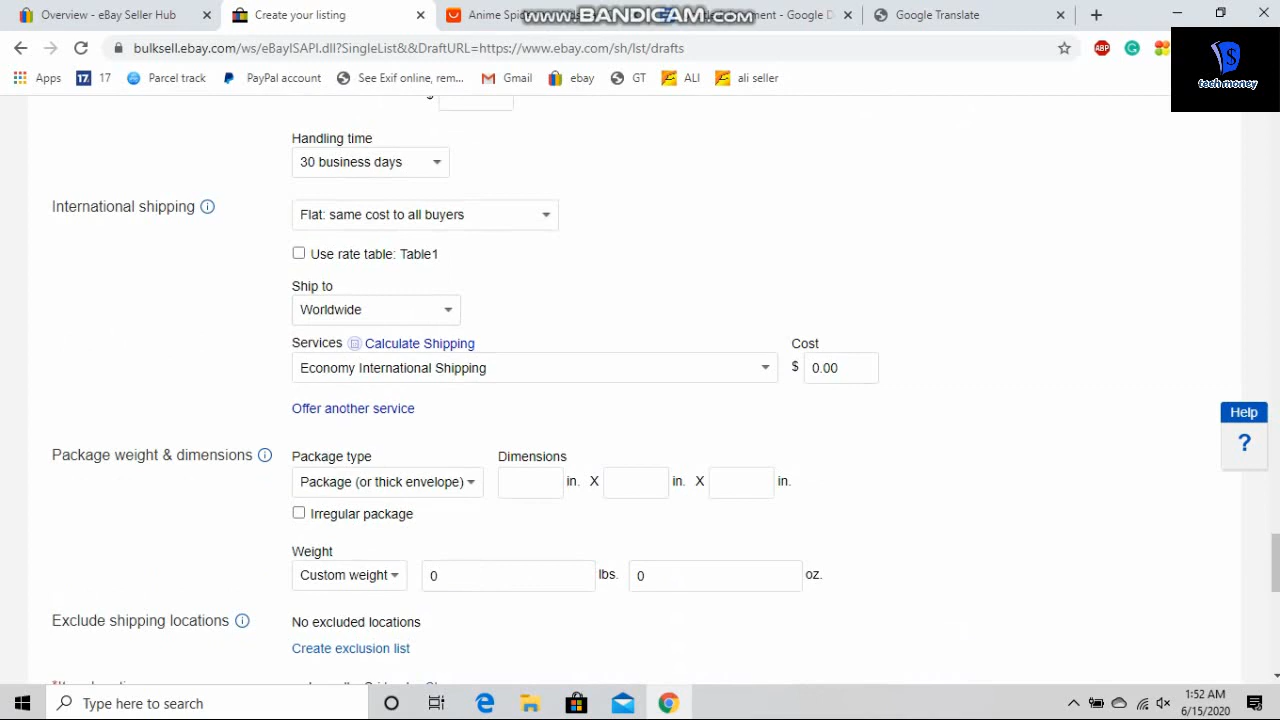 Overview - eBay Seller Hub
Create your listing
Anime Spi
www.BANDICAM.com
ment - Google D
Google Translate
bulksell.ebay.com/ws/eBayISAPI.dll?SingleList&&DraftURL=https://www.ebay.com/sh/lst/drafts
ABP
Apps
17
17
Parcel track
PayPal account
See Exif online, rem...
Gmail
ebay
GT
ALI
ali seller
$
tech money
Handling time
30 business days
International shipping
Flat: same cost to all buyers
Use rate table: Table1
Ship to
Worldwide
Services
Calculate Shipping
Cost
Economy International Shipping
$ 0.00
Offer another service
Help
?
Package weight & dimensions
Package type
Dimensions
Package (or thick envelope)
in. X in. X in.
Irregular package
Weight
Custom weight
0 lbs. 0 oz.
Exclude shipping locations
No excluded locations
Create exclusion list
Type here to search
1:52 AM
6/15/2020